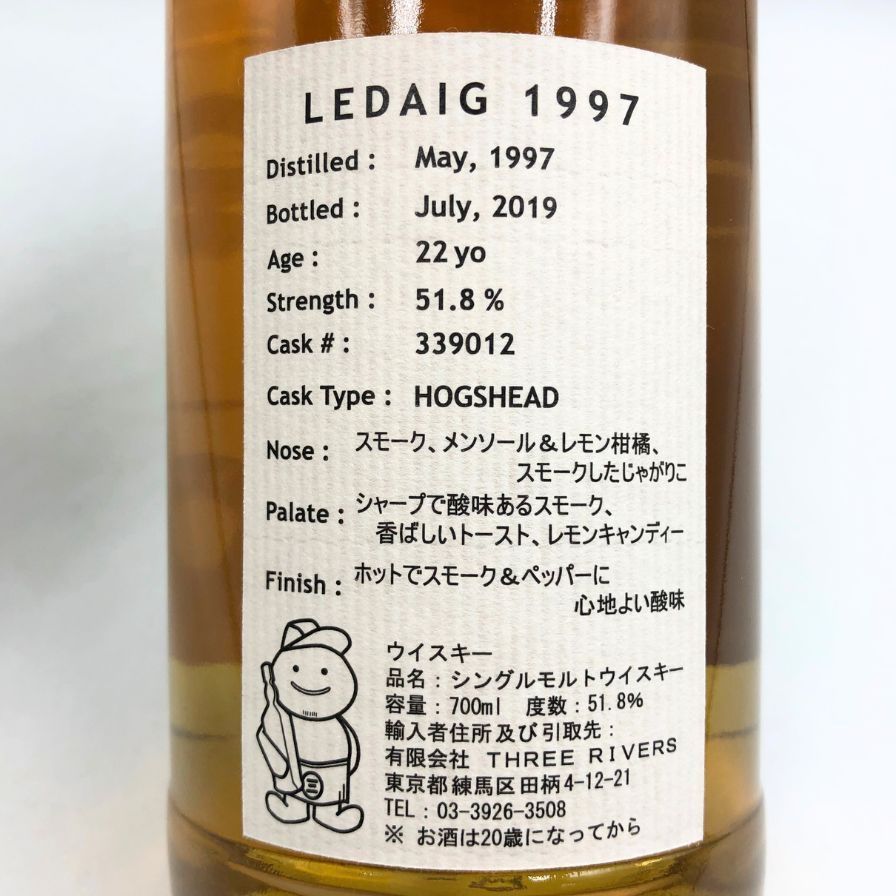 LEDAIG 1997
Distilled : May, 1997
Bottled : July, 2019
Age : 22 yo
Strength : 51.8 %
Cask # : 339012
Cask Type : HOGSHEAD
Nose : スモーク、メンソール＆レモン柑橘、
スモークしたじゃがりこ
Palate : シャープで酸味あるスモーク、
香ばしいトースト、レモンキャンディー
Finish : ホットでスモーク＆ペッパーに
心地よい酸味
ウイスキー
品名：シングルモルトウイスキー
容量：700ml 度数：51.8%
輸入者住所及び引取先：
有限会社 THREE RIVERS
東京都練馬区田柄4-12-21
TEL：03-3926-3508
※ お酒は20歳になってから
三